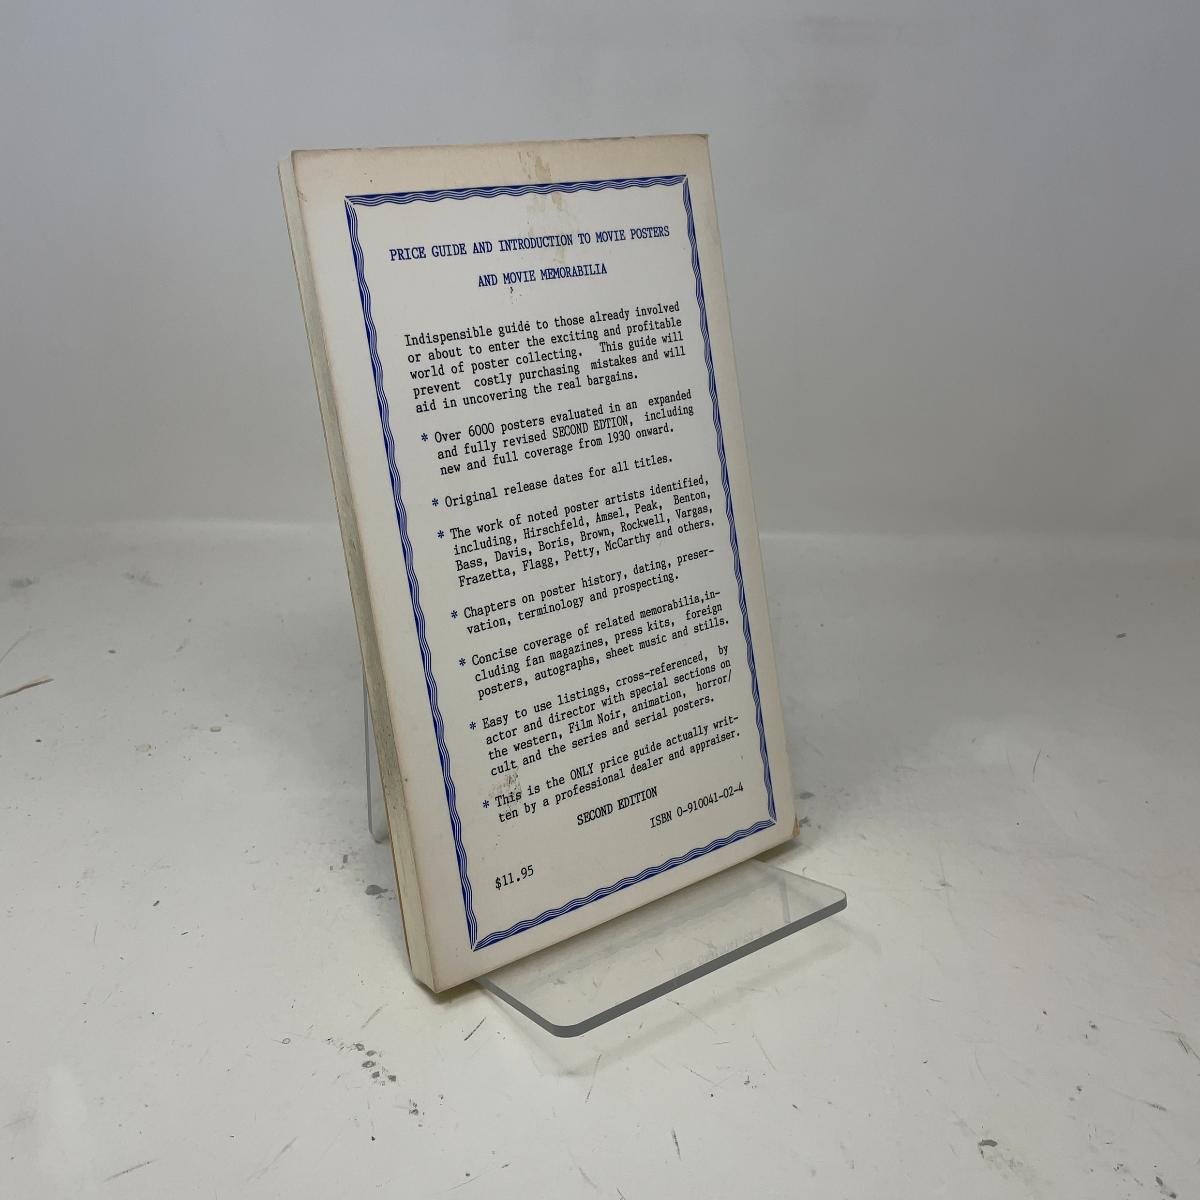 PRICE GUIDE AND INTRODUCTION TO MOVIE POSTERS
AND MOVIE MEMORABILIA
Indispensible guide to those already involved
or about to enter the exciting and profitable
world of poster collecting. This guide will
prevent costly purchasing mistakes and will
aid in uncovering the real bargains.
* Over 6000 posters evaluated in an expanded
and fully revised SECOND EDTION, including
new and full coverage from 1930 onward.
* Original release dates for all titles.
* The work of noted poster artists identified,
including, Hirschfeld, Amsel, Peak, Benton,
Bass, Davis, Boris, Brown, Rockwell, Vargas,
Frazetta, Flagg, Petty, McCarthy and others.
* Chapters on poster history, dating, preser-
vation, terminology and prospecting.
* Concise coverage of related memorabilia,in-
cluding fan magazines, press kits, foreign
posters, autographs, sheet music and stills.
* Easy to use listings, cross-referenced, by
actor and director with special sections on
the western, Film Noir, animation, horror/
cult and the series and serial posters.
* This is the ONLY price guide actually writ-
ten by a professional dealer and appraiser.
SECOND EDITION
ISBN 0-910041-02-4
$11.95